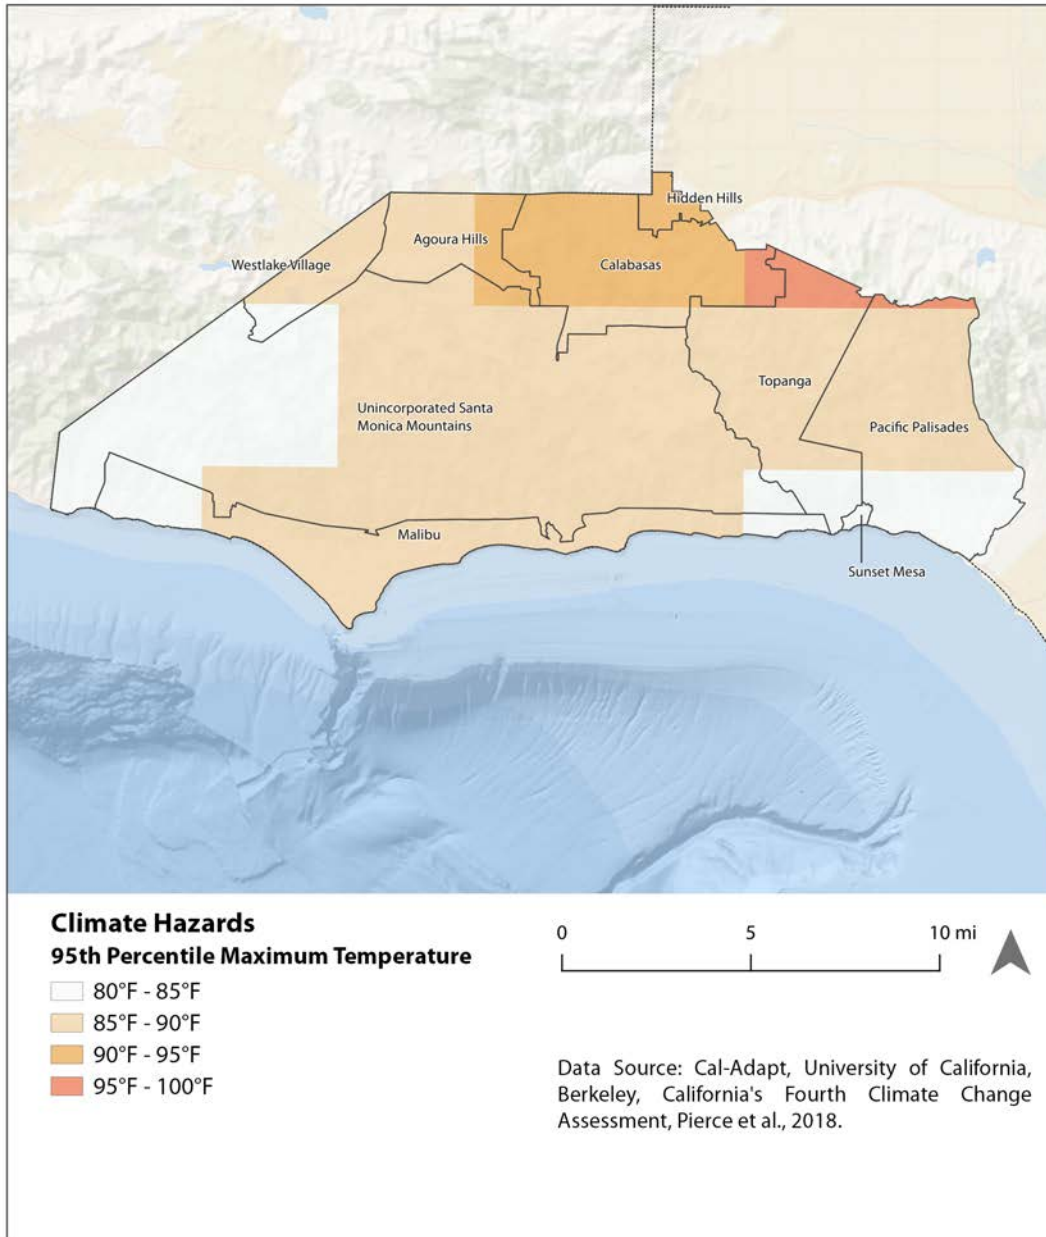 Hidden Hills
Agoura Hills
Westlake Village
Calabasas
Topanga
Unincorporated Santa
Monica Mountains
Pacific Palisades
Malibu
Sunset Mesa
Climate Hazards
95th Percentile Maximum Temperature
80°F - 85°F
85°F - 90°F
90°F - 95°F
95°F - 100°F
0 5 10 mi
Data Source: Cal-Adapt, University of California,
Berkeley, California's Fourth Climate Change
Assessment, Pierce et al., 2018.